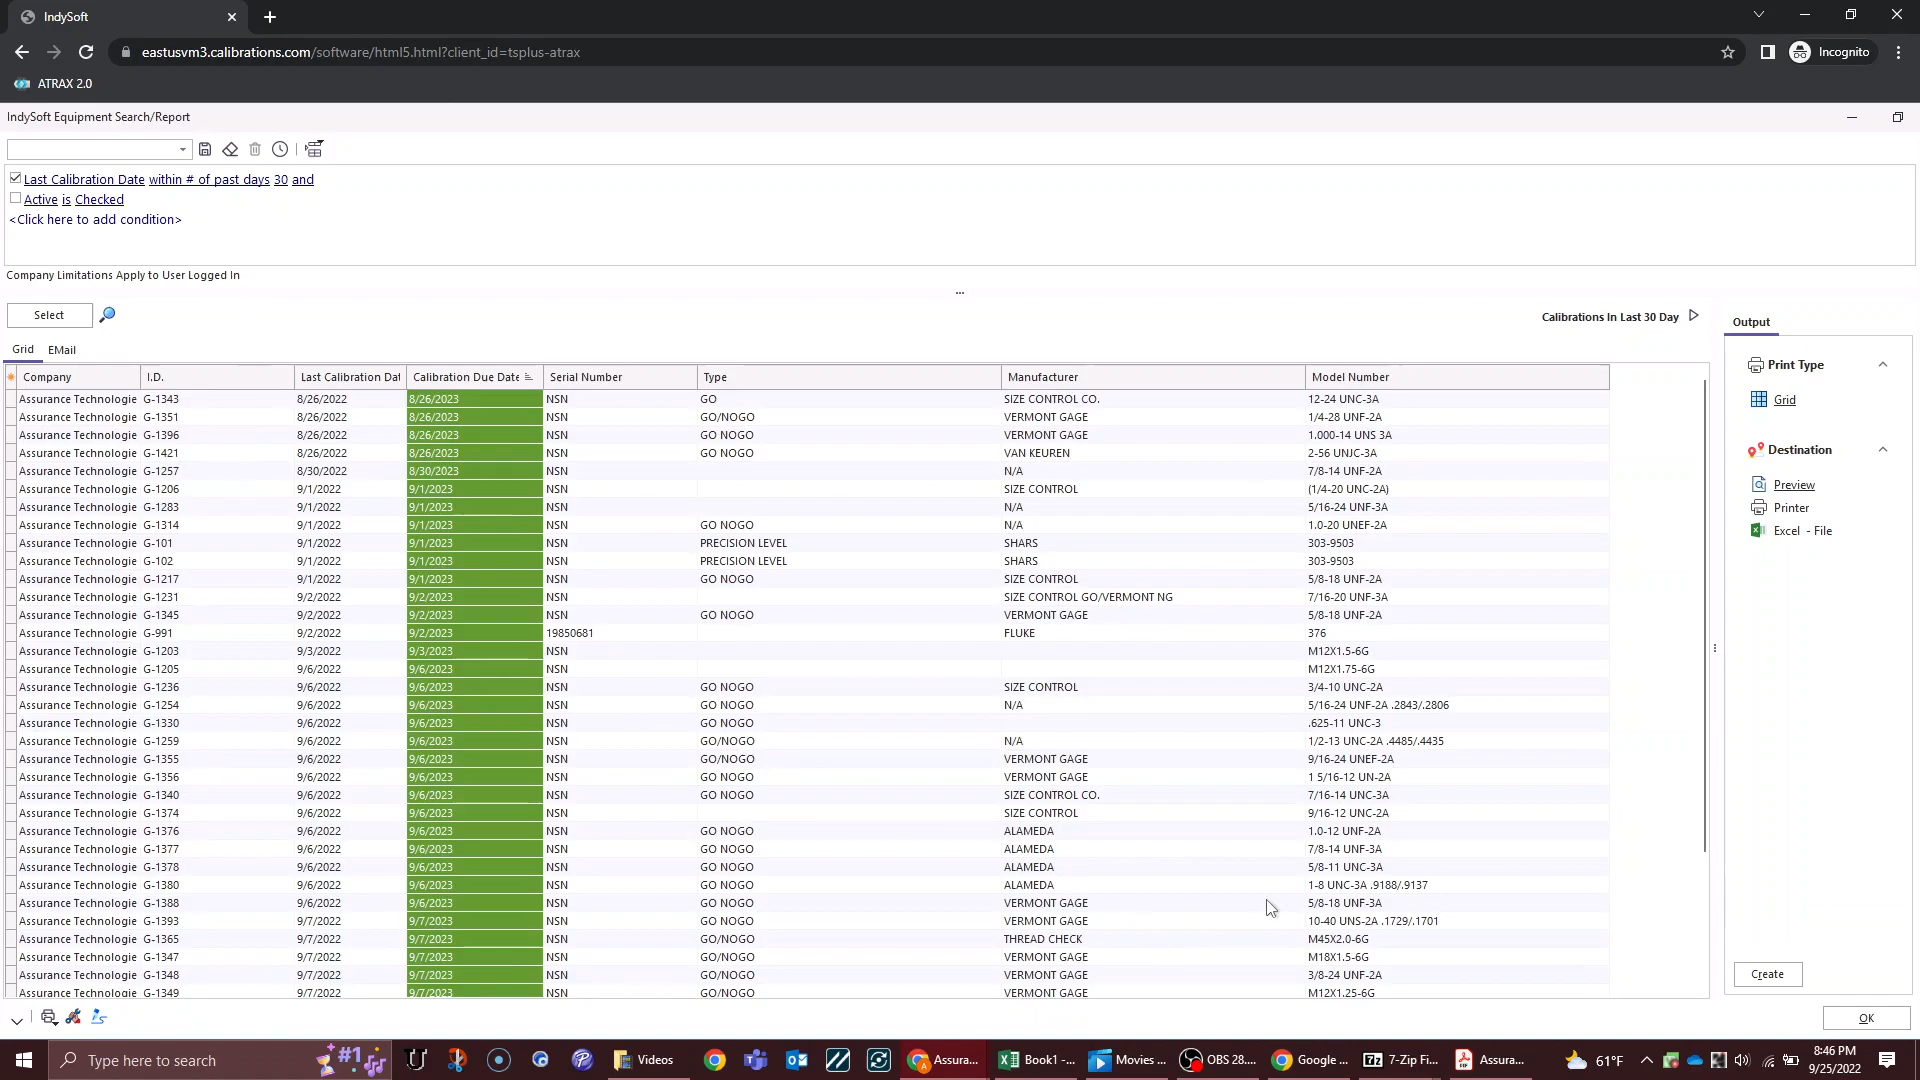 IndySoft
eastusvm3.calibrations.com/software/html5.html?client_id=tsplus-atrax
Incognito
ATRAX 2.0
IndySoft Equipment Search/Report
Last Calibration Date within # of past days 30 and
Active is Checked
<Click here to add condition>
Company Limitations Apply to User Logged In
...
Select
Calibrations In Last 30 Day
Grid EMail
Company I.D. Last Calibration Dat Calibration Due Date Serial Number Type Manufacturer Model Number
Assurance Technologie G-1343 8/26/2022 8/26/2023 NSN GO SIZE CONTROL CO. 12-24 UNC-3A
Assurance Technologie G-1351 8/26/2022 8/26/2023 NSN GO/NOGO VERMONT GAGE 1/4-28 UNF-2A
Assurance Technologie G-1396 8/26/2022 8/26/2023 NSN GO NOGO VERMONT GAGE 1.000-14 UNS 3A
Assurance Technologie G-1421 8/26/2022 8/26/2023 NSN GO NOGO VAN KEUREN 2-56 UNJC-3A
Assurance Technologie G-1257 8/30/2022 8/30/2023 NSN N/A 7/8-14 UNF-2A
Assurance Technologie G-1206 9/1/2022 9/1/2023 NSN SIZE CONTROL (1/4-20 UNC-2A)
Assurance Technologie G-1283 9/1/2022 9/1/2023 NSN N/A 5/16-24 UNF-3A
Assurance Technologie G-1314 9/1/2022 9/1/2023 NSN GO NOGO N/A 1.0-20 UNEF-2A
Assurance Technologie G-101 9/1/2022 9/1/2023 NSN PRECISION LEVEL SHARS 303-9503
Assurance Technologie G-102 9/1/2022 9/1/2023 NSN PRECISION LEVEL SHARS 303-9503
Assurance Technologie G-1217 9/1/2022 9/1/2023 NSN GO NOGO SIZE CONTROL 5/8-18 UNF-2A
Assurance Technologie G-1231 9/2/2022 9/2/2023 NSN SIZE CONTROL GO/VERMONT NG 7/16-20 UNF-3A
Assurance Technologie G-1345 9/2/2022 9/2/2023 NSN GO NOGO VERMONT GAGE 5/8-18 UNF-2A
Assurance Technologie G-991 9/2/2022 9/2/2023 19850681 FLUKE 376
Assurance Technologie G-1203 9/3/2022 9/3/2023 NSN M12X1.5-6G
Assurance Technologie G-1205 9/6/2022 9/6/2023 NSN M12X1.75-6G
Assurance Technologie G-1236 9/6/2022 9/6/2023 NSN GO NOGO SIZE CONTROL 3/4-10 UNC-2A
Assurance Technologie G-1254 9/6/2022 9/6/2023 NSN GO NOGO N/A 5/16-24 UNF-2A .2843/.2806
Assurance Technologie G-1330 9/6/2022 9/6/2023 NSN GO NOGO .625-11 UNC-3
Assurance Technologie G-1259 9/6/2022 9/6/2023 NSN GO/NOGO N/A 1/2-13 UNC-2A .4485/.4435
Assurance Technologie G-1355 9/6/2022 9/6/2023 NSN GO/NOGO VERMONT GAGE 9/16-24 UNEF-2A
Assurance Technologie G-1356 9/6/2022 9/6/2023 NSN GO NOGO VERMONT GAGE 1 5/16-12 UN-2A
Assurance Technologie G-1340 9/6/2022 9/6/2023 NSN GO NOGO SIZE CONTROL CO. 7/16-14 UNC-3A
Assurance Technologie G-1374 9/6/2022 9/6/2023 NSN SIZE CONTROL 9/16-12 UNC-2A
Assurance Technologie G-1376 9/6/2022 9/6/2023 NSN GO NOGO ALAMEDA 1.0-12 UNF-2A
Assurance Technologie G-1377 9/6/2022 9/6/2023 NSN GO NOGO ALAMEDA 7/8-14 UNF-3A
Assurance Technologie G-1378 9/6/2022 9/6/2023 NSN GO NOGO ALAMEDA 5/8-11 UNC-3A
Assurance Technologie G-1380 9/6/2022 9/6/2023 NSN GO NOGO ALAMEDA 1-8 UNC-3A .9188/.9137
Assurance Technologie G-1388 9/6/2022 9/6/2023 NSN GO NOGO VERMONT GAGE 5/8-18 UNF-3A
Assurance Technologie G-1393 9/7/2022 9/7/2023 NSN GO NOGO VERMONT GAGE 10-40 UNS-2A .1729/.1701
Assurance Technologie G-1365 9/7/2022 9/7/2023 NSN GO/NOGO THREAD CHECK M45X2.0-6G
Assurance Technologie G-1347 9/7/2022 9/7/2023 NSN GO/NOGO VERMONT GAGE M18X1.5-6G
Assurance Technologie G-1348 9/7/2022 9/7/2023 NSN GO/NOGO VERMONT GAGE 3/8-24 UNF-2A
Assurance Technologie G-1349 9/7/2022 9/7/2023 NSN GO/NOGO VERMONT GAGE M12X1.25-6G
Output
Print Type
Grid
Destination
Preview
Printer
Excel - File
Create
OK
Type here to search
#1
Videos
Assura...
Book1 -...
Movies ...
OBS 28....
Google ...
7-Zip Fi...
Assura...
61°F
8:46 PM
9/25/2022